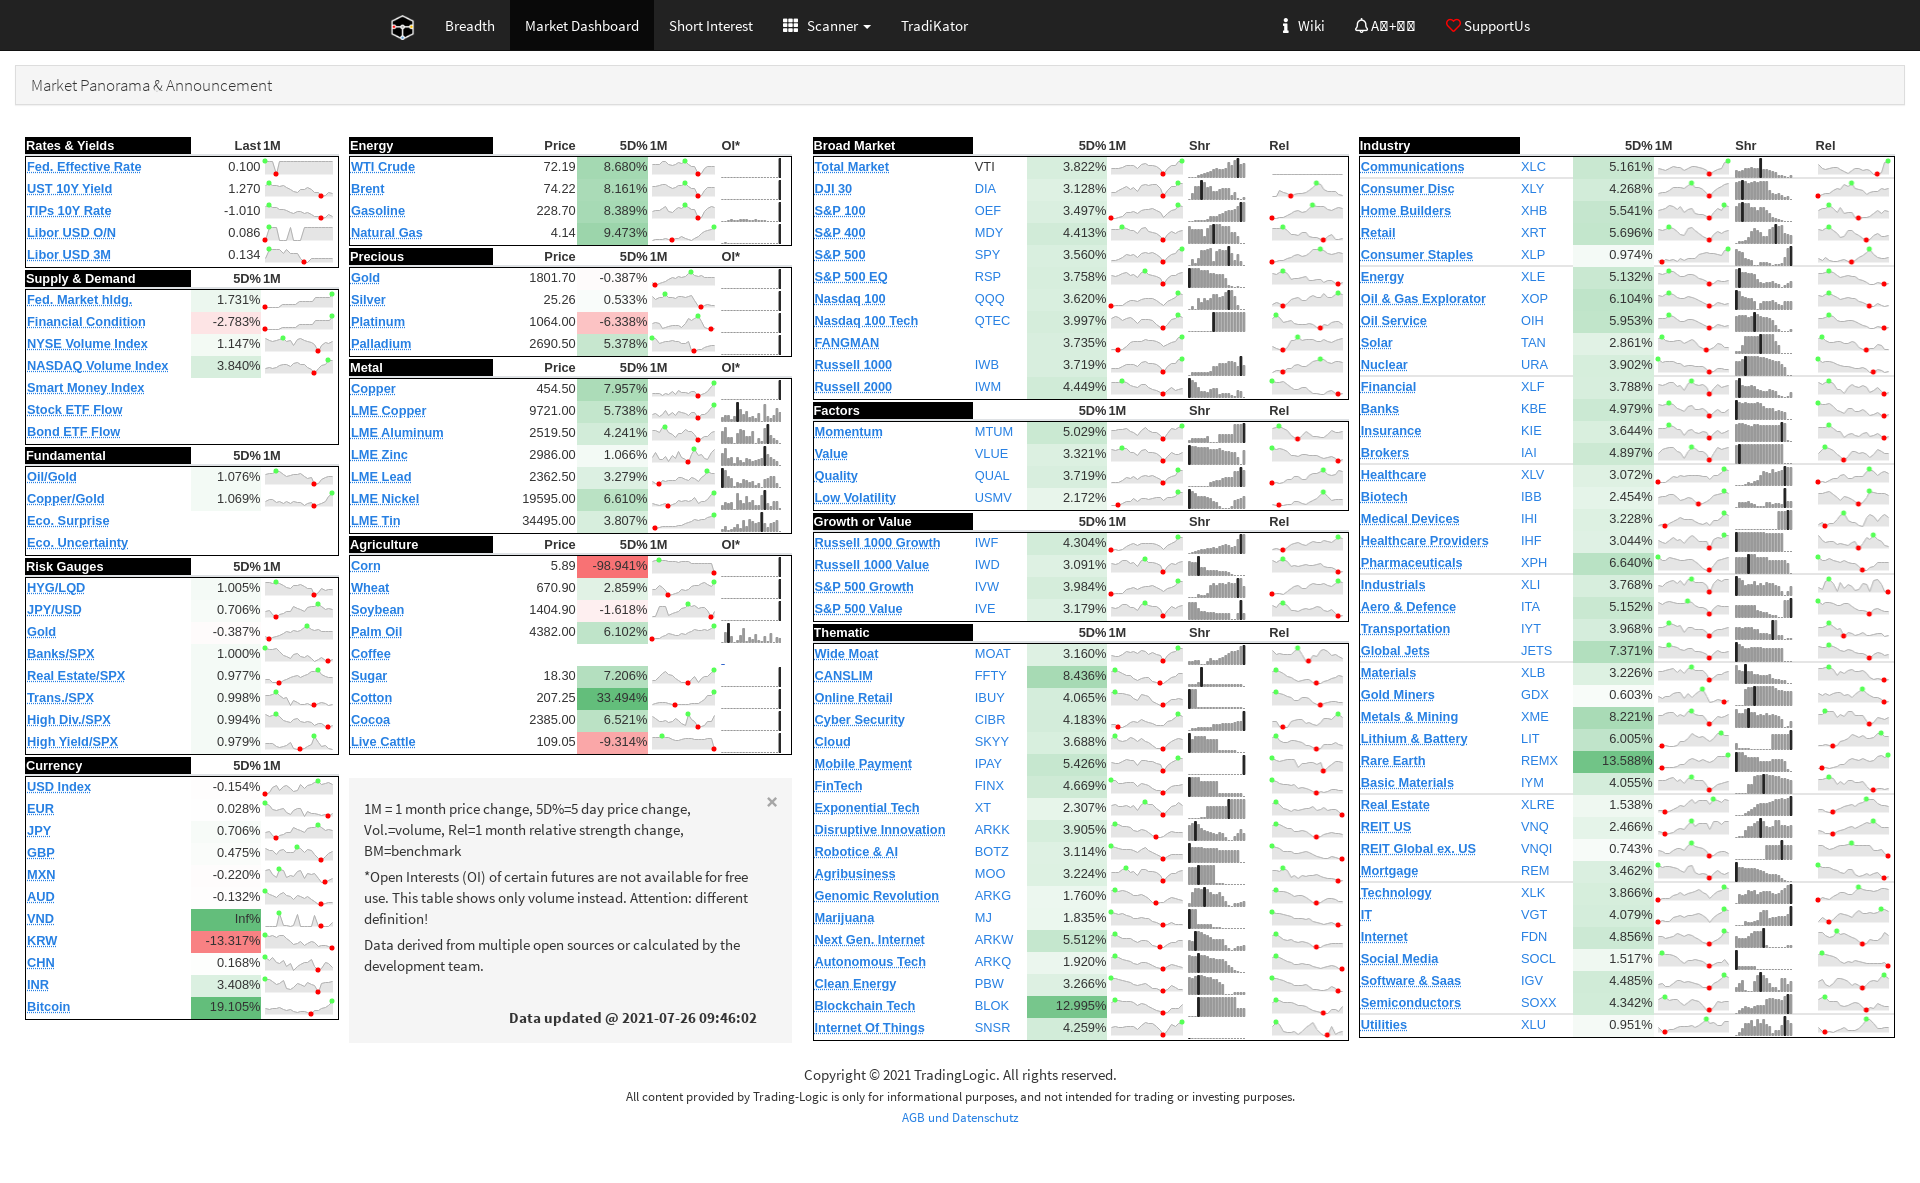 Breadth
Market Dashboard
Short Interest
Scanner
TradiKator
Wiki
SupportUs
Market Panorama & Announcement
Rates & Yields Last 1M
Fed. Effective Rate 0.100
UST 10Y Yield 1.270
TIPs 10Y Rate -1.010
Libor USD O/N 0.086
Libor USD 3M 0.134
Supply & Demand 5D% 1M
Fed. Market hldg. 1.731%
Financial Condition -2.783%
NYSE Volume Index 1.147%
NASDAQ Volume Index 3.840%
Smart Money Index
Stock ETF Flow
Bond ETF Flow
Fundamental 5D% 1M
Oil/Gold 1.076%
Copper/Gold 1.069%
Eco. Surprise
Eco. Uncertainty
Risk Gauges 5D% 1M
HYG/LQD 1.005%
JPY/USD 0.706%
Gold -0.387%
Banks/SPX 1.000%
Real Estate/SPX 0.977%
Trans./SPX 0.998%
High Div./SPX 0.994%
High Yield/SPX 0.979%
Currency 5D% 1M
USD Index -0.154%
EUR 0.028%
JPY 0.706%
GBP 0.475%
MXN -0.220%
AUD -0.132%
VND Inf%
KRW -13.317%
CHN 0.168%
INR 3.408%
Bitcoin 19.105%
Energy Price 5D% 1M OI*
WTI Crude 72.19 8.680%
Brent 74.22 8.161%
Gasoline 228.70 8.389%
Natural Gas 4.14 9.473%
Precious Price 5D% 1M OI*
Gold 1801.70 -0.387%
Silver 25.26 0.533%
Platinum 1064.00 -6.338%
Palladium 2690.50 5.378%
Metal Price 5D% 1M OI*
Copper 454.50 7.957%
LME Copper 9721.00 5.738%
LME Aluminum 2519.50 4.241%
LME Zinc 2986.00 1.066%
LME Lead 2362.50 3.279%
LME Nickel 19595.00 6.610%
LME Tin 34495.00 3.807%
Agriculture Price 5D% 1M OI*
Corn 5.89 -98.941%
Wheat 670.90 2.859%
Soybean 1404.90 -1.618%
Palm Oil 4382.00 6.102%
Coffee -
Sugar 18.30 7.206%
Cotton 207.25 33.494%
Cocoa 2385.00 6.521%
Live Cattle 109.05 -9.314%
×
1M = 1 month price change, 5D%=5 day price change,
Vol.=volume, Rel=1 month relative strength change,
BM=benchmark
*Open Interests (OI) of certain futures are not available for free
use. This table shows only volume instead. Attention: different
definition!
Data derived from multiple open sources or calculated by the
development team.
Data updated @ 2021-07-26 09:46:02
Broad Market 5D% 1M Shr Rel
Total Market VTI 3.822%
DJI 30 DIA 3.128%
S&P 100 OEF 3.497%
S&P 400 MDY 4.413%
S&P 500 SPY 3.560%
S&P 500 EQ RSP 3.758%
Nasdaq 100 QQQ 3.620%
Nasdaq 100 Tech QTEC 3.997%
FANGMAN 3.735%
Russell 1000 IWB 3.719%
Russell 2000 IWM 4.449%
Factors 5D% 1M Shr Rel
Momentum MTUM 5.029%
Value VLUE 3.321%
Quality QUAL 3.719%
Low Volatility USMV 2.172%
Growth or Value 5D% 1M Shr Rel
Russell 1000 Growth IWF 4.304%
Russell 1000 Value IWD 3.091%
S&P 500 Growth IVW 3.984%
S&P 500 Value IVE 3.179%
Thematic 5D% 1M Shr Rel
Wide Moat MOAT 3.160%
CANSLIM FFTY 8.436%
Online Retail IBUY 4.065%
Cyber Security CIBR 4.183%
Cloud SKYY 3.688%
Mobile Payment IPAY 5.426%
FinTech FINX 4.669%
Exponential Tech XT 2.307%
Disruptive Innovation ARKK 3.905%
Robotice & AI BOTZ 3.114%
Agribusiness MOO 3.224%
Genomic Revolution ARKG 1.760%
Marijuana MJ 1.835%
Next Gen. Internet ARKW 5.512%
Autonomous Tech ARKQ 1.920%
Clean Energy PBW 3.266%
Blockchain Tech BLOK 12.995%
Internet Of Things SNSR 4.259%
Industry 5D% 1M Shr Rel
Communications XLC 5.161%
Consumer Disc XLY 4.268%
Home Builders XHB 5.541%
Retail XRT 5.696%
Consumer Staples XLP 0.974%
Energy XLE 5.132%
Oil & Gas Explorator XOP 6.104%
Oil Service OIH 5.953%
Solar TAN 2.861%
Nuclear URA 3.902%
Financial XLF 3.788%
Banks KBE 4.979%
Insurance KIE 3.644%
Brokers IAI 4.897%
Healthcare XLV 3.072%
Biotech IBB 2.454%
Medical Devices IHI 3.228%
Healthcare Providers IHF 3.044%
Pharmaceuticals XPH 6.640%
Industrials XLI 3.768%
Aero & Defence ITA 5.152%
Transportation IYT 3.968%
Global Jets JETS 7.371%
Materials XLB 3.226%
Gold Miners GDX 0.603%
Metals & Mining XME 8.221%
Lithium & Battery LIT 6.005%
Rare Earth REMX 13.588%
Basic Materials IYM 4.055%
Real Estate XLRE 1.538%
REIT US VNQ 2.466%
REIT Global ex. US VNQI 0.743%
Mortgage REM 3.462%
Technology XLK 3.866%
IT VGT 4.079%
Internet FDN 4.856%
Social Media SOCL 1.517%
Software & Saas IGV 4.485%
Semiconductors SOXX 4.342%
Utilities XLU 0.951%
Copyright © 2021 TradingLogic. All rights reserved.
All content provided by Trading-Logic is only for informational purposes, and not intended for trading or investing purposes.
AGB und Datenschutz